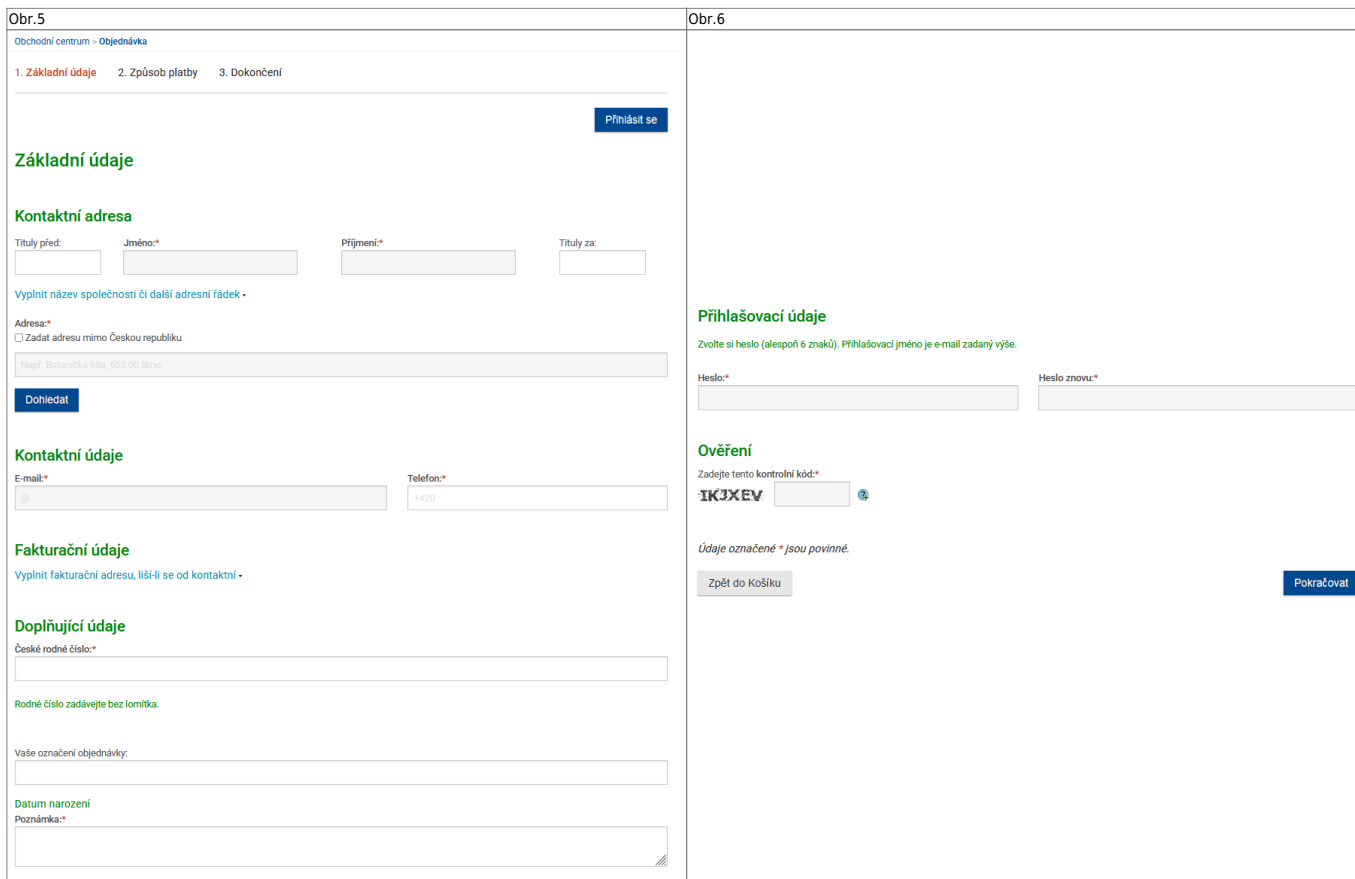 Obr.5
Obchodní centrum > Objednávka
1. Základní údaje 2. Způsob platby 3. Dokončení
Přihlásit se
Základní údaje
Kontaktní adresa
Tituly před: Jméno:* Příjmení:* Tituly za:
Vyplnit název společnosti či další adresní řádek
Adresa:*
Zadat adresu mimo Českou republiku
Např. Botanická 68a, 602 00 Brno
Dohledat
Kontaktní údaje
E-mail:* Telefon:*
@ +420
Fakturační údaje
Vyplnit fakturační adresu, liší-li se od kontaktní
Doplňující údaje
České rodné číslo:*
Rodné číslo zadávejte bez lomítka.
Vaše označení objednávky:
Datum narození
Poznámka:*
Obr.6
Přihlašovací údaje
Zvolte si heslo (alespoň 6 znaků). Přihlašovací jméno je e-mail zadaný výše.
Heslo:* Heslo znovu:*
Ověření
Zadejte tento kontrolní kód:*
IK3XEV
Údaje označené * jsou povinné.
Zpět do Košíku Pokračovat